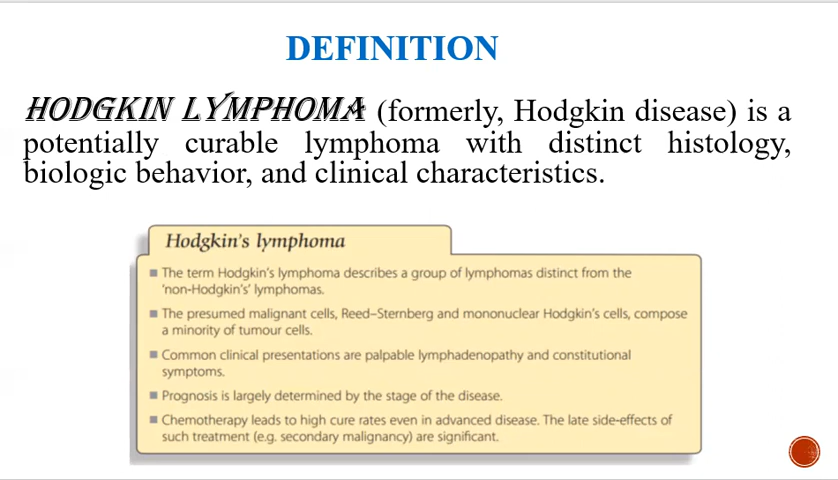 DEFINITION
HODGKIN LYMPHOMA (formerly, Hodgkin disease) is a
potentially curable lymphoma with distinct histology,
biologic behavior, and clinical characteristics.
Hodgkin's lymphoma
■ The term Hodgkin's lymphoma describes a group of lymphomas distinct from the
'non-Hodgkin's' lymphomas.
■ The presumed malignant cells, Reed–Sternberg and mononuclear Hodgkin's cells, compose
a minority of tumour cells.
■ Common clinical presentations are palpable lymphadenopathy and constitutional
symptoms.
■ Prognosis is largely determined by the stage of the disease.
■ Chemotherapy leads to high cure rates even in advanced disease. The late side-effects of
such treatment (e.g. secondary malignancy) are significant.